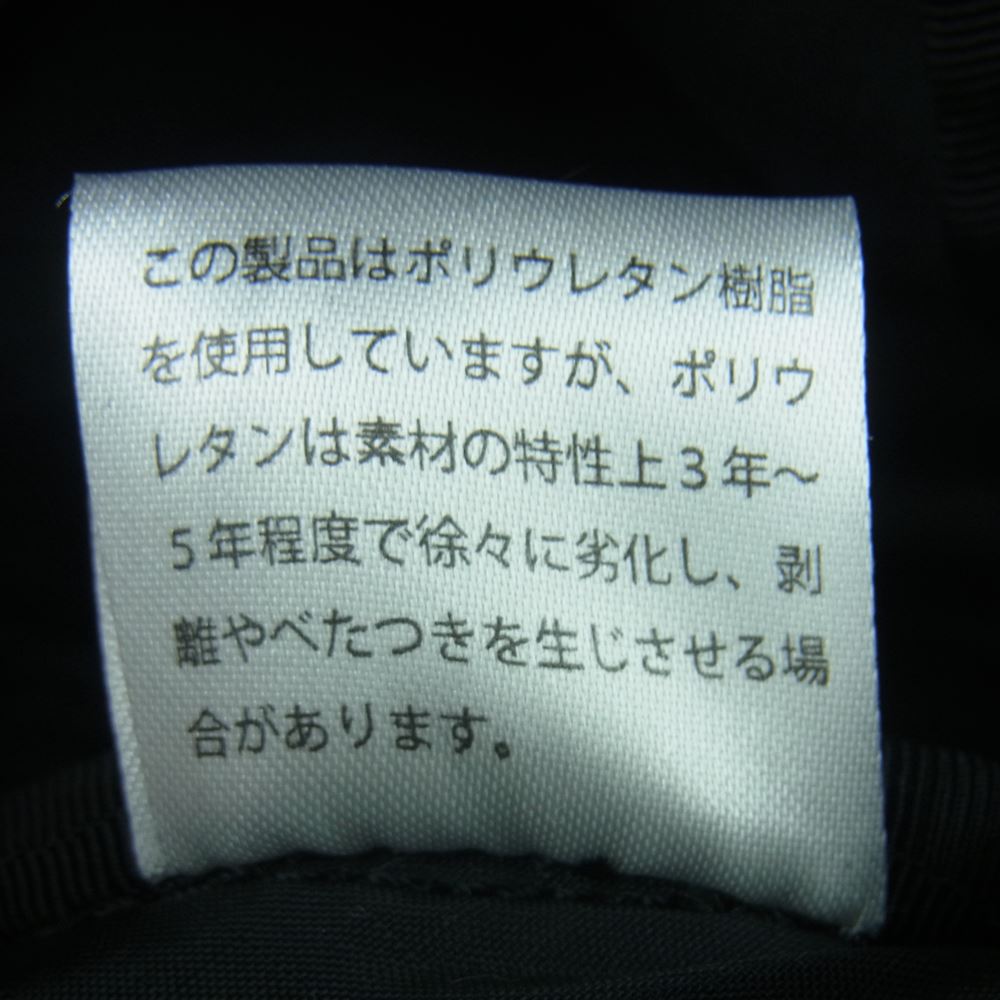 この製品はポリウレタン樹脂
を使用していますが、ポリウ
レタンは素材の特性上3年〜
5年程度で徐々に劣化し、剥
離やべたつきを生じさせる場
合があります。